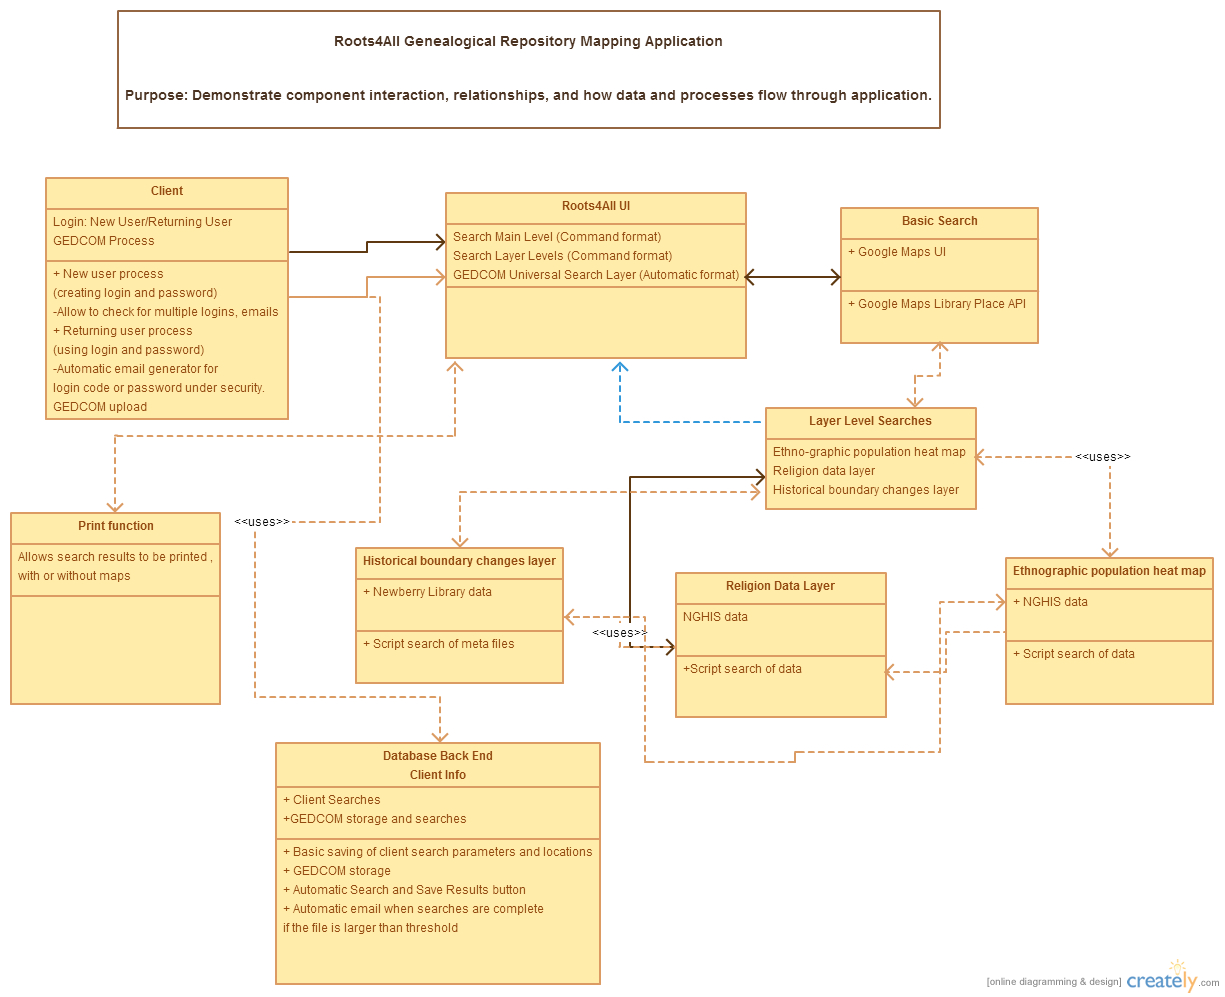 Roots4All Genealogical Repository Mapping Application
Purpose: Demonstrate component interaction, relationships, and how data and processes flow through application.
Client
Login: New User/Returning User
GEDCOM Process
+ New user process
(creating login and password)
-Allow to check for multiple logins, emails
+ Returning user process
(using login and password)
-Automatic email generator for
login code or password under security.
GEDCOM upload
Roots4All UI
Search Main Level (Command format)
Search Layer Levels (Command format)
GEDCOM Universal Search Layer (Automatic format)
Basic Search
+ Google Maps UI
+ Google Maps Library Place API
Layer Level Searches
Ethno-graphic population heat map
Religion data layer
Historical boundary changes layer
<<uses>>
Print function
Allows search results to be printed ,
with or without maps
<<uses>>
Historical boundary changes layer
+ Newberry Library data
+ Script search of meta files
<<uses>>
Religion Data Layer
NGHIS data
+Script search of data
Ethnographic population heat map
+ NGHIS data
+ Script search of data
Database Back End
Client Info
+ Client Searches
+GEDCOM storage and searches
+ Basic saving of client search parameters and locations
+ GEDCOM storage
+ Automatic Search and Save Results button
+ Automatic email when searches are complete
if the file is larger than threshold
[online diagramming & design] creately.com